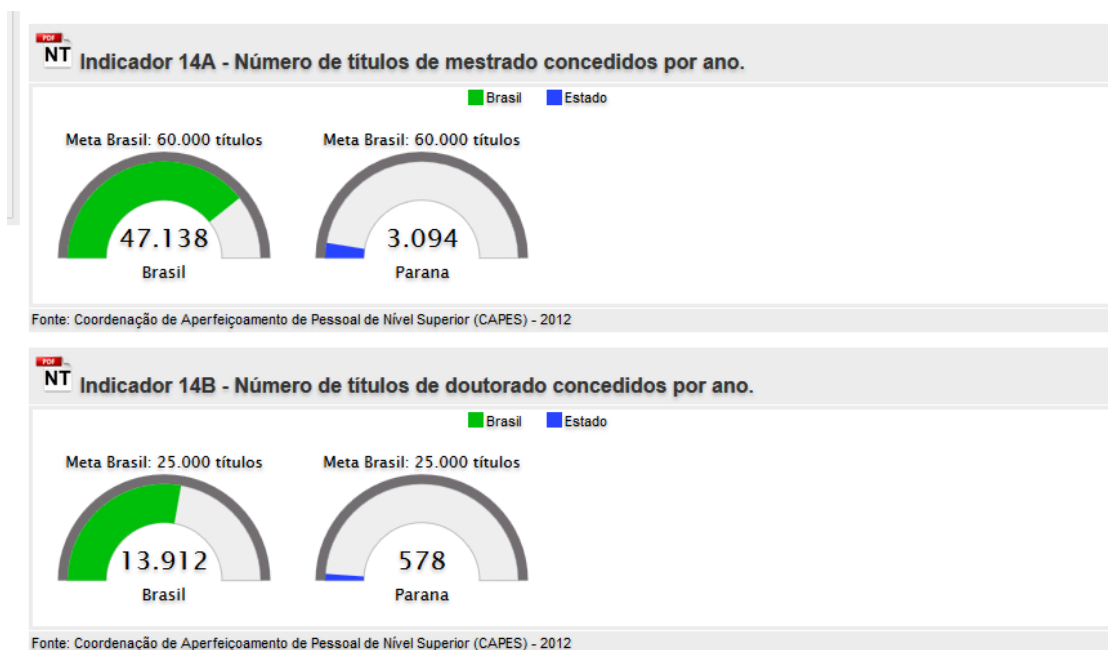 PDF
NT Indicador 14A - Número de títulos de mestrado concedidos por ano.
Brasil Estado
Meta Brasil: 60.000 títulos Meta Brasil: 60.000 títulos
47.138 3.094
Brasil Parana
Fonte: Coordenação de Aperfeiçoamento de Pessoal de Nível Superior (CAPES) - 2012
PDF
NT Indicador 14B - Número de títulos de doutorado concedidos por ano.
Brasil Estado
Meta Brasil: 25.000 títulos Meta Brasil: 25.000 títulos
13.912 578
Brasil Parana
Fonte: Coordenação de Aperfeiçoamento de Pessoal de Nível Superior (CAPES) - 2012